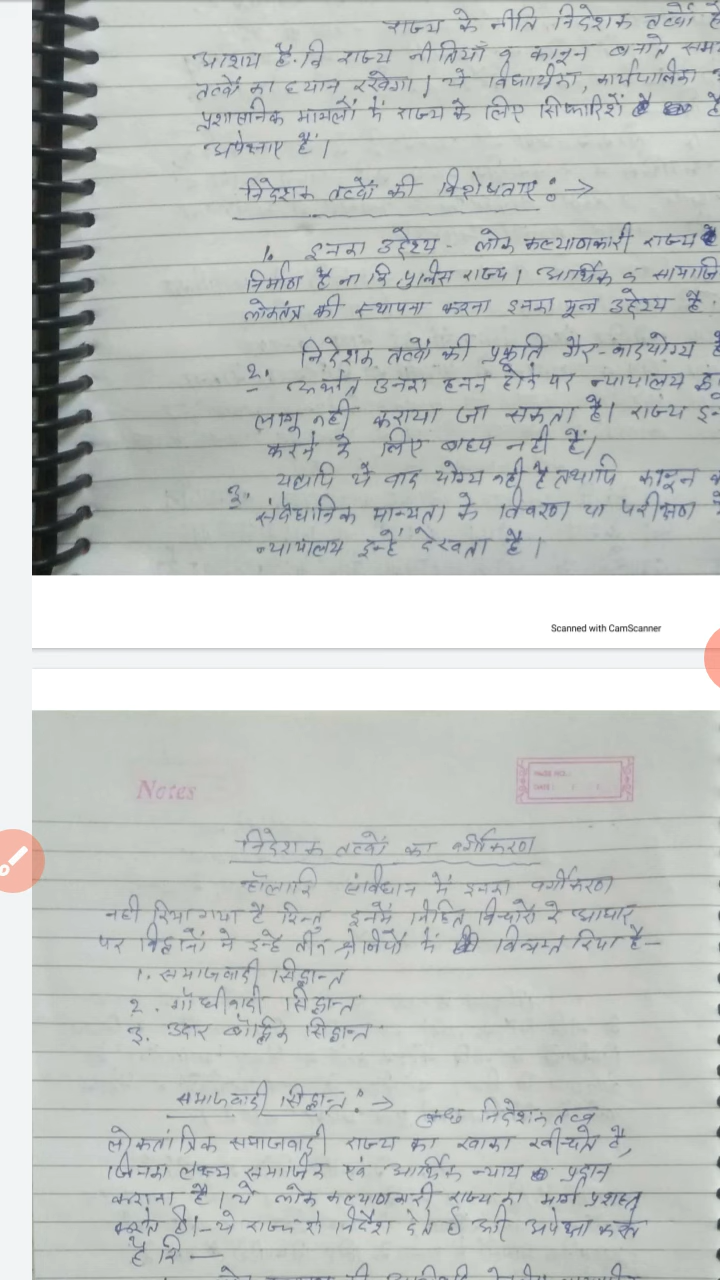 राज्य के नीति निदेशक तत्वों
आशय है कि राज्य नीतियाँ व कानून बनाते समय
तत्वों का ध्यान रखेगा। ये विधायिका, कार्यपालिका
प्रशासनिक मामलों में राज्य के लिए सिफारिशें
अपेक्षाए हैं।
निदेशक तत्वों की विशेषताएः→
1. इनका उद्देश्य - लोक कल्याणकारी राज्य
निर्माण है ना कि पुलिस राज्य। आर्थिक व सामाजि
लोकतंत्र की स्थापना करना इनका मूल उद्देश्य है
2. निदेशक तत्वों की प्रकृति गैर-वादयोग्य है
अर्थात उनका हनन होने पर न्यायालय
लागू नही कराया जा सकता है। राज्य इन्हे
करने के लिए बाध्य नही हैं।
3. यद्यपि ये वाद योग्य नही है तथापि कानून
संवैधानिक मान्यता के विवरण या परीक्षण
न्यायालय इन्हें देखता है।
Scanned with CamScanner
Notes
PAGE NO.:
DATE: / /
निदेशक तत्वों का वर्गीकरण
हॉलाकि संविधान में इनका वर्गीकरण
नही किया गया है किन्तु इनमें निहित विचारों के आधार
पर विद्वानों ने इन्हे तीन श्रेणियों में विभक्त किया है—
1. समाजवादी सिद्धान्त
2. गाँधीवादी सिद्धान्त
3. उदार बौद्धिक सिद्धान्त
समाजवादी सिद्धान्तः→
कुछ निदेशक तत्व
लोकतांत्रिक समाजवादी राज्य का खाका खींचते है,
जिनका लक्ष्य समाजिक एवं आर्थिक न्याय प्रदान
कराना है। ये लोक कल्याणकारी राज्य का मार्ग प्रशस्त
करते है। ये राज्य को निर्देश देते है और अपेक्षा करते
है कि —